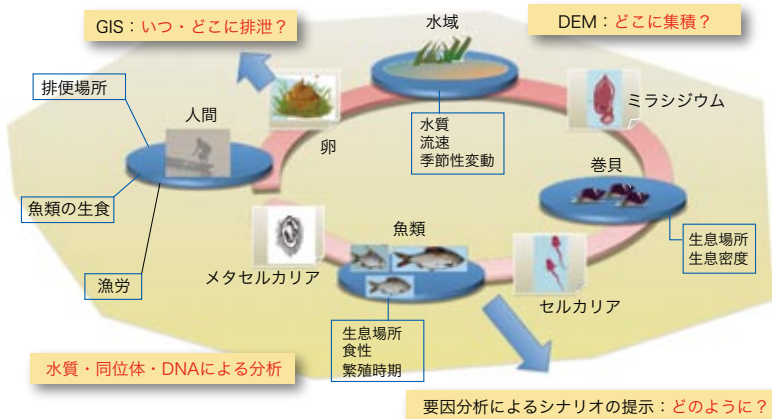 GIS：いつ・どこに排泄？
水域
DEM：どこに集積？
排便場所
人間
卵
水質
流速
季節性変動
ミラシジウム
巻貝
魚類の生食
漁労
メタセルカリア
魚類
セルカリア
生息場所
生息密度
生息場所
食性
繁殖時期
水質・同位体・DNAによる分析
要因分析によるシナリオの提示：どのように？